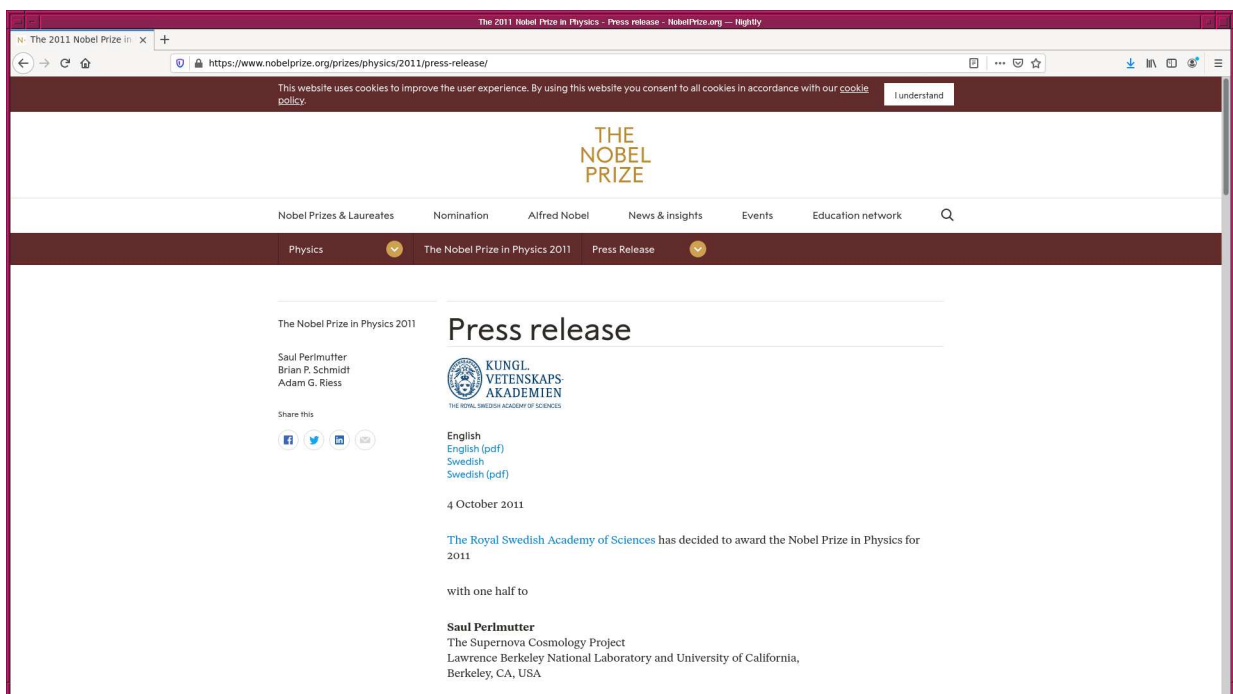 The 2011 Nobel Prize in Physics - Press release - NobelPrize.org — Nightly
The 2011 Nobel Prize in
https://www.nobelprize.org/prizes/physics/2011/press-release/
This website uses cookies to improve the user experience. By using this website you consent to all cookies in accordance with our cookie
policy.
I understand
THE
NOBEL
PRIZE
Nobel Prizes & Laureates Nomination Alfred Nobel News & insights Events Education network
Physics The Nobel Prize in Physics 2011 Press Release
The Nobel Prize in Physics 2011
Saul Perlmutter
Brian P. Schmidt
Adam G. Riess
Share this
Press release
KUNGL.
VETENSKAPS-
AKADEMIEN
THE ROYAL SWEDISH ACADEMY OF SCIENCES
English
English (pdf)
Swedish
Swedish (pdf)
4 October 2011
The Royal Swedish Academy of Sciences has decided to award the Nobel Prize in Physics for
2011
with one half to
Saul Perlmutter
The Supernova Cosmology Project
Lawrence Berkeley National Laboratory and University of California,
Berkeley, CA, USA